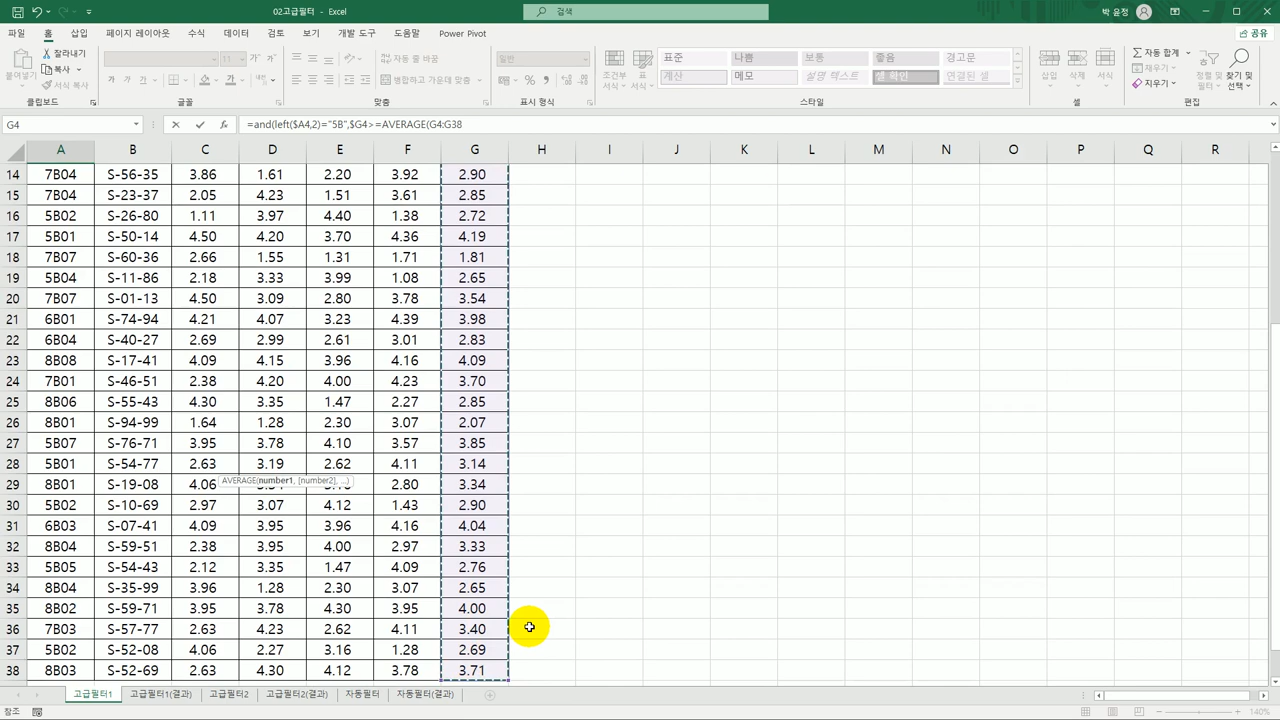 02고급필터 - Excel
검색
박 윤정
파일 홈 삽입 페이지 레이아웃 수식 데이터 검토 보기 개발 도구 도움말 Power Pivot
공유
붙여넣기
잘라내기
복사
서식 복사
클립보드
11
가 가 가
글꼴
자동 줄 바꿈
병합하고 가운데 맞춤
맞춤
일반
표시 형식
조건부 서식
표 서식
표준 나쁨 보통 좋음 경고문
계산 메모 설명 텍스트 셀 확인 연결된 셀
스타일
삽입 삭제 서식
셀
자동 합계
채우기
지우기
정렬 및 필터
찾기 및 선택
편집
G4
=and(left($A4,2)="5B",$G4>=AVERAGE(G4:G38
A B C D E F G H I J K L M N O P Q R
14 7B04 S-56-35 3.86 1.61 2.20 3.92 2.90
15 7B04 S-23-37 2.05 4.23 1.51 3.61 2.85
16 5B02 S-26-80 1.11 3.97 4.40 1.38 2.72
17 5B01 S-50-14 4.50 4.20 3.70 4.36 4.19
18 7B07 S-60-36 2.66 1.55 1.31 1.71 1.81
19 5B04 S-11-86 2.18 3.33 3.99 1.08 2.65
20 7B07 S-01-13 4.50 3.09 2.80 3.78 3.54
21 6B01 S-74-94 4.21 4.07 3.23 4.39 3.98
22 6B04 S-40-27 2.69 2.99 2.61 3.01 2.83
23 8B08 S-17-41 4.09 4.15 3.96 4.16 4.09
24 7B01 S-46-51 2.38 4.20 4.00 4.23 3.70
25 8B06 S-55-43 4.30 3.35 1.47 2.27 2.85
26 8B01 S-94-99 1.64 1.28 2.30 3.07 2.07
27 5B07 S-76-71 3.95 3.78 4.10 3.57 3.85
28 5B01 S-54-77 2.63 3.19 2.62 4.11 3.14
AVERAGE(number1, [number2], ...)
29 8B01 S-19-08 4.06 2.80 3.34
30 5B02 S-10-69 2.97 3.07 4.12 1.43 2.90
31 6B03 S-07-41 4.09 3.95 3.96 4.16 4.04
32 8B04 S-59-51 2.38 3.95 4.00 2.97 3.33
33 5B05 S-54-43 2.12 3.35 1.47 4.09 2.76
34 8B04 S-35-99 3.96 1.28 2.30 3.07 2.65
35 8B02 S-59-71 3.95 3.78 4.30 3.95 4.00
36 7B03 S-57-77 2.63 4.23 2.62 4.11 3.40
37 5B02 S-52-08 4.06 2.27 3.16 1.28 2.69
38 8B03 S-52-69 2.63 4.30 4.12 3.78 3.71
고급필터1 고급필터1(결과) 고급필터2 고급필터2(결과) 자동필터 자동필터(결과)
참조
140%